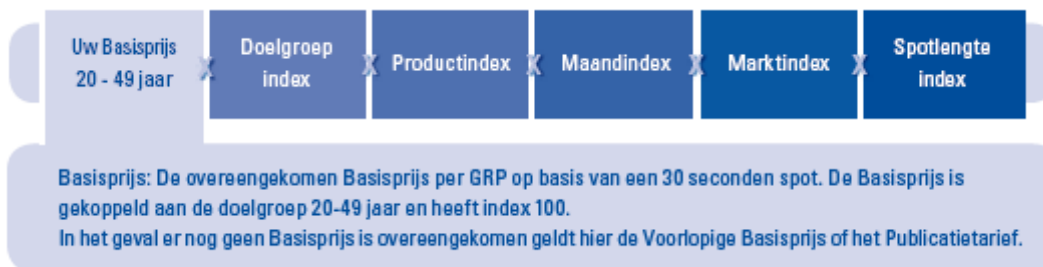 Uw Basisprijs
20 - 49 jaar
x
Doelgroep
index
x
Productindex
x
Maandindex
x
Marktindex
x
Spotlengte
index
Basisprijs: De overeengekomen Basisprijs per GRP op basis van een 30 seconden spot. De Basisprijs is
gekoppeld aan de doelgroep 20-49 jaar en heeft index 100.
In het geval er nog geen Basisprijs is overeengekomen geldt hier de Voorlopige Basisprijs of het Publicatietarief.